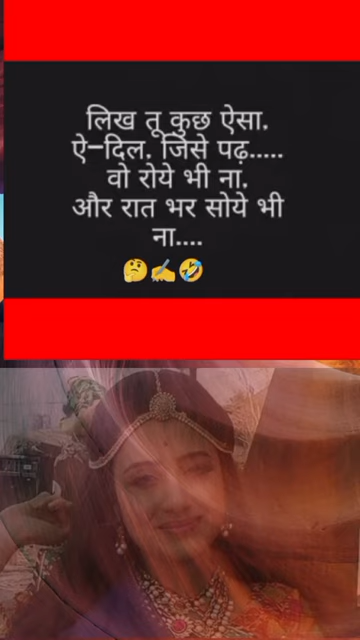 लिख तू कुछ ऐसा.
ऐ–दिल. जिसे पढ़.....
वो रोये भी ना.
और रात भर सोये भी
ना....
🤔✍️🤣